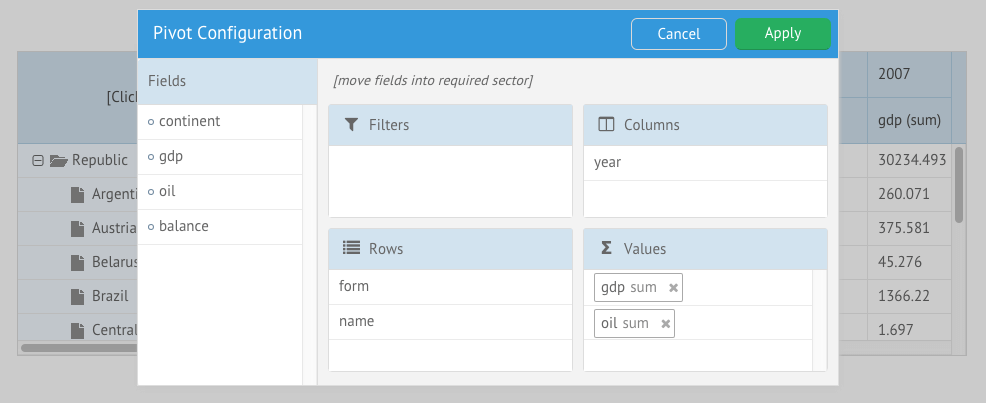 Pivot Configuration
Cancel
Apply
Fields
continent
gdp
oil
balance
[move fields into required sector]
Filters
Columns
year
Rows
form
name
Values
gdp sum
oil sum
[Clic
2007
gdp (sum)
Republic
30234.493
Argenti
260.071
Austria
375.581
Belarus
45.276
Brazil
1366.22
Central
1.697